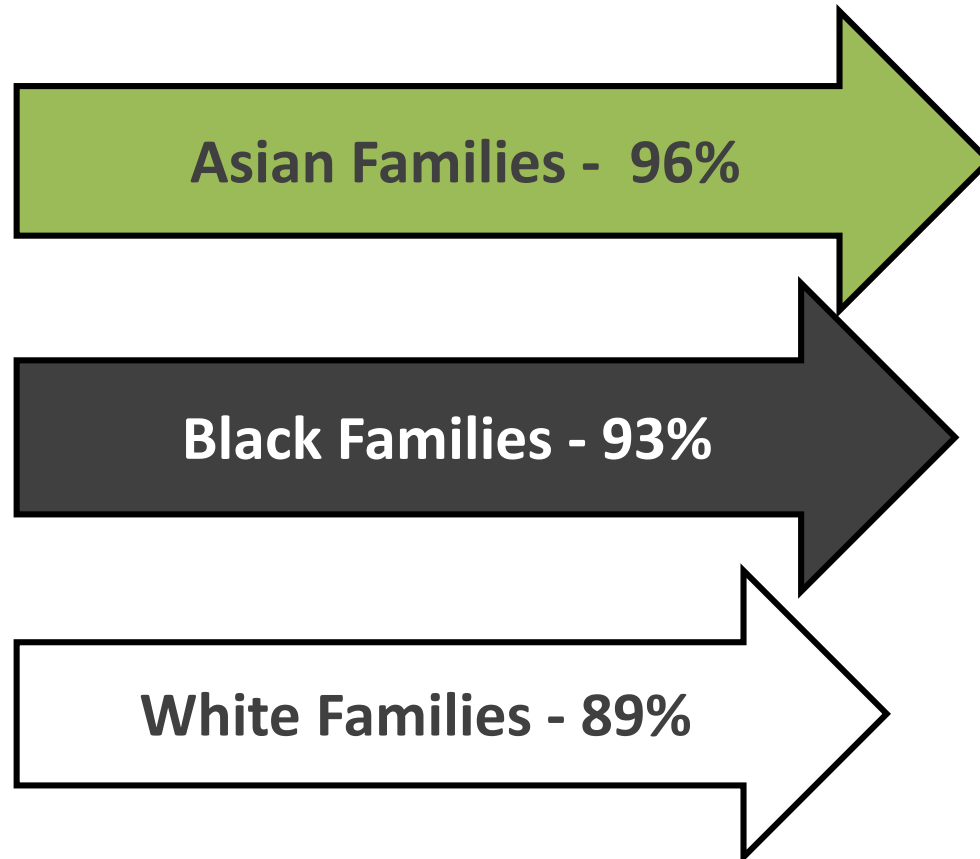 Asian Families -  96%
Black Families - 93%
White Families - 89%